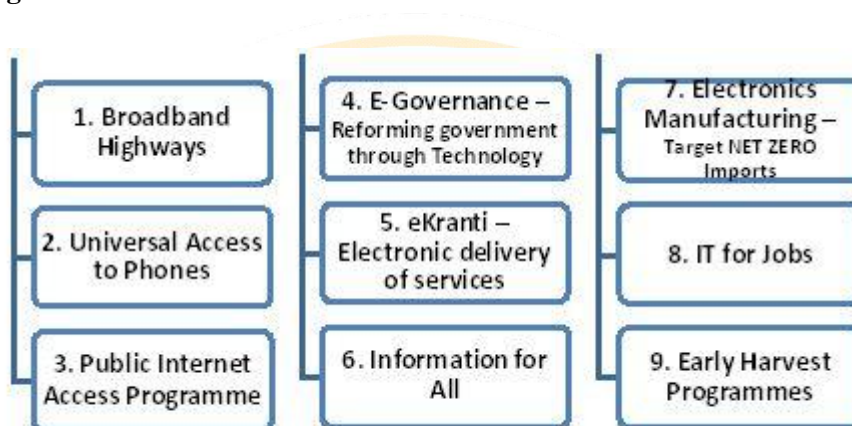 1. Broadband
Highways
2. Universal Access
to Phones
3. Public Internet
Access Programme
4. E-Governance –
Reforming government
through Technology
5. eKranti –
Electronic delivery
of services
6. Information for
All
7. Electronics
Manufacturing –
Target NET ZERO
Imports
8. IT for Jobs
9. Early Harvest
Programmes